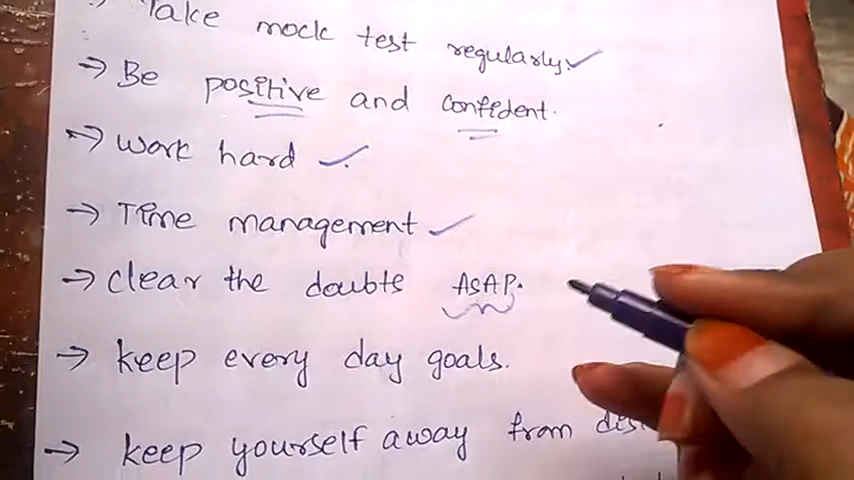 → Take mock test regularly. ✓
→ Be positive and confident.
→ Work hard ✓.
→ Time management ✓
→ clear the doubts ASAP.
→ keep every day goals.
→ keep yourself away from